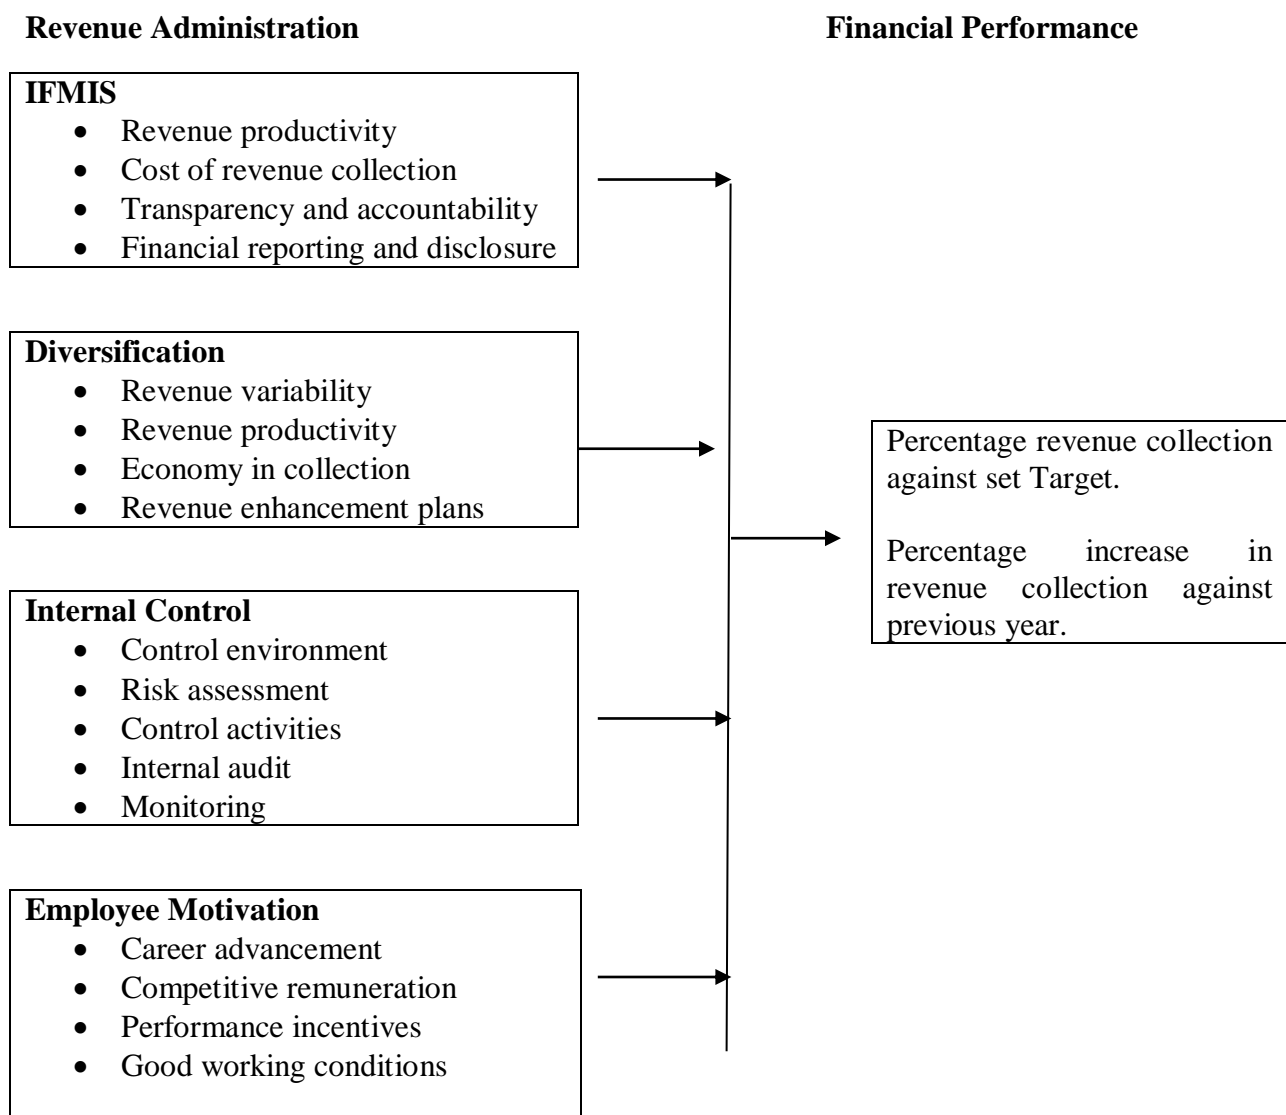 Revenue Administration
Financial Performance
IFMIS
• Revenue productivity
• Cost of revenue collection
• Transparency and accountability
• Financial reporting and disclosure
Diversification
• Revenue variability
• Revenue productivity
• Economy in collection
• Revenue enhancement plans
Internal Control
• Control environment
• Risk assessment
• Control activities
• Internal audit
• Monitoring
Employee Motivation
• Career advancement
• Competitive remuneration
• Performance incentives
• Good working conditions
Percentage revenue collection
against set Target.
Percentage increase in
revenue collection against
previous year.